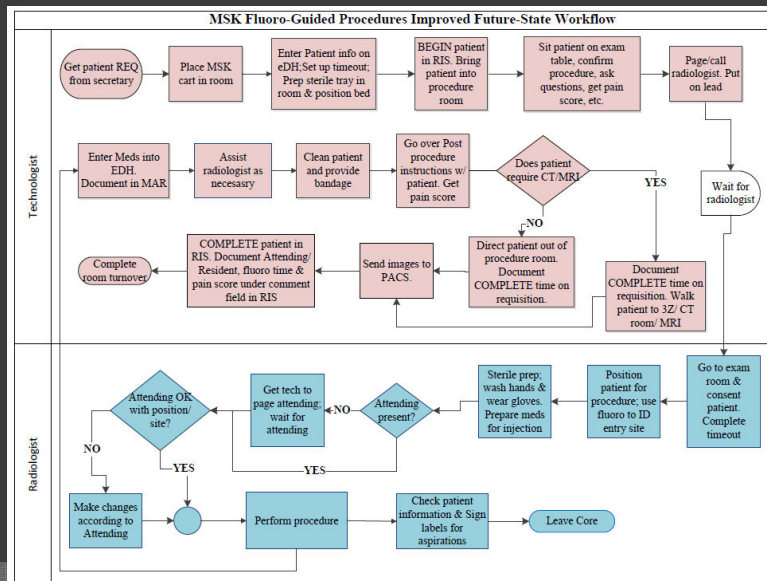 MSK Fluoro-Guided Procedures Improved Future-State Workflow
Technologist
Get patient REQ
from secretary
Place MSK
cart in room
Enter Patient info on
eDH;Set up timeout;
Prep sterile tray in
room & position bed
BEGIN patient
in RIS. Bring
patient into
procedure
room
Sit patient on exam
table, confirm
procedure, ask
questions, get pain
score, etc.
Page/call
radiologist. Put
on lead
Wait for
radiologist
Enter Meds into
EDH.
Document in MAR
Assist
radiologist as
necesasry
Clean patient
and provide
bandage
Go over Post
procedure
instructions w/
patient. Get
pain score
Does patient
require CT/MRI
YES
NO
Complete
room turnover
COMPLETE patient in
RIS. Document Attending/
Resident, fluoro time &
pain score under comment
field in RIS
Send images to
PACS.
Direct patient out of
procedure room.
Document
COMPLETE time on
requisition.
Document
COMPLETE time on
requisition. Walk
patient to 3Z/ CT
room/ MRI
Radiologist
Go to exam
room &
consent
patient.
Complete
timeout
Position
patient for
procedure; use
fluoro to ID
entry site
Sterile prep;
wash hands &
wear gloves.
Prepare meds
for injection
Attending
present?
NO
YES
Get tech to
page attending;
wait for
attending
Attending OK
with position/
site?
NO
YES
Make changes
according to
Attending
Perform procedure
Check patient
information & Sign
labels for
aspirations
Leave Core